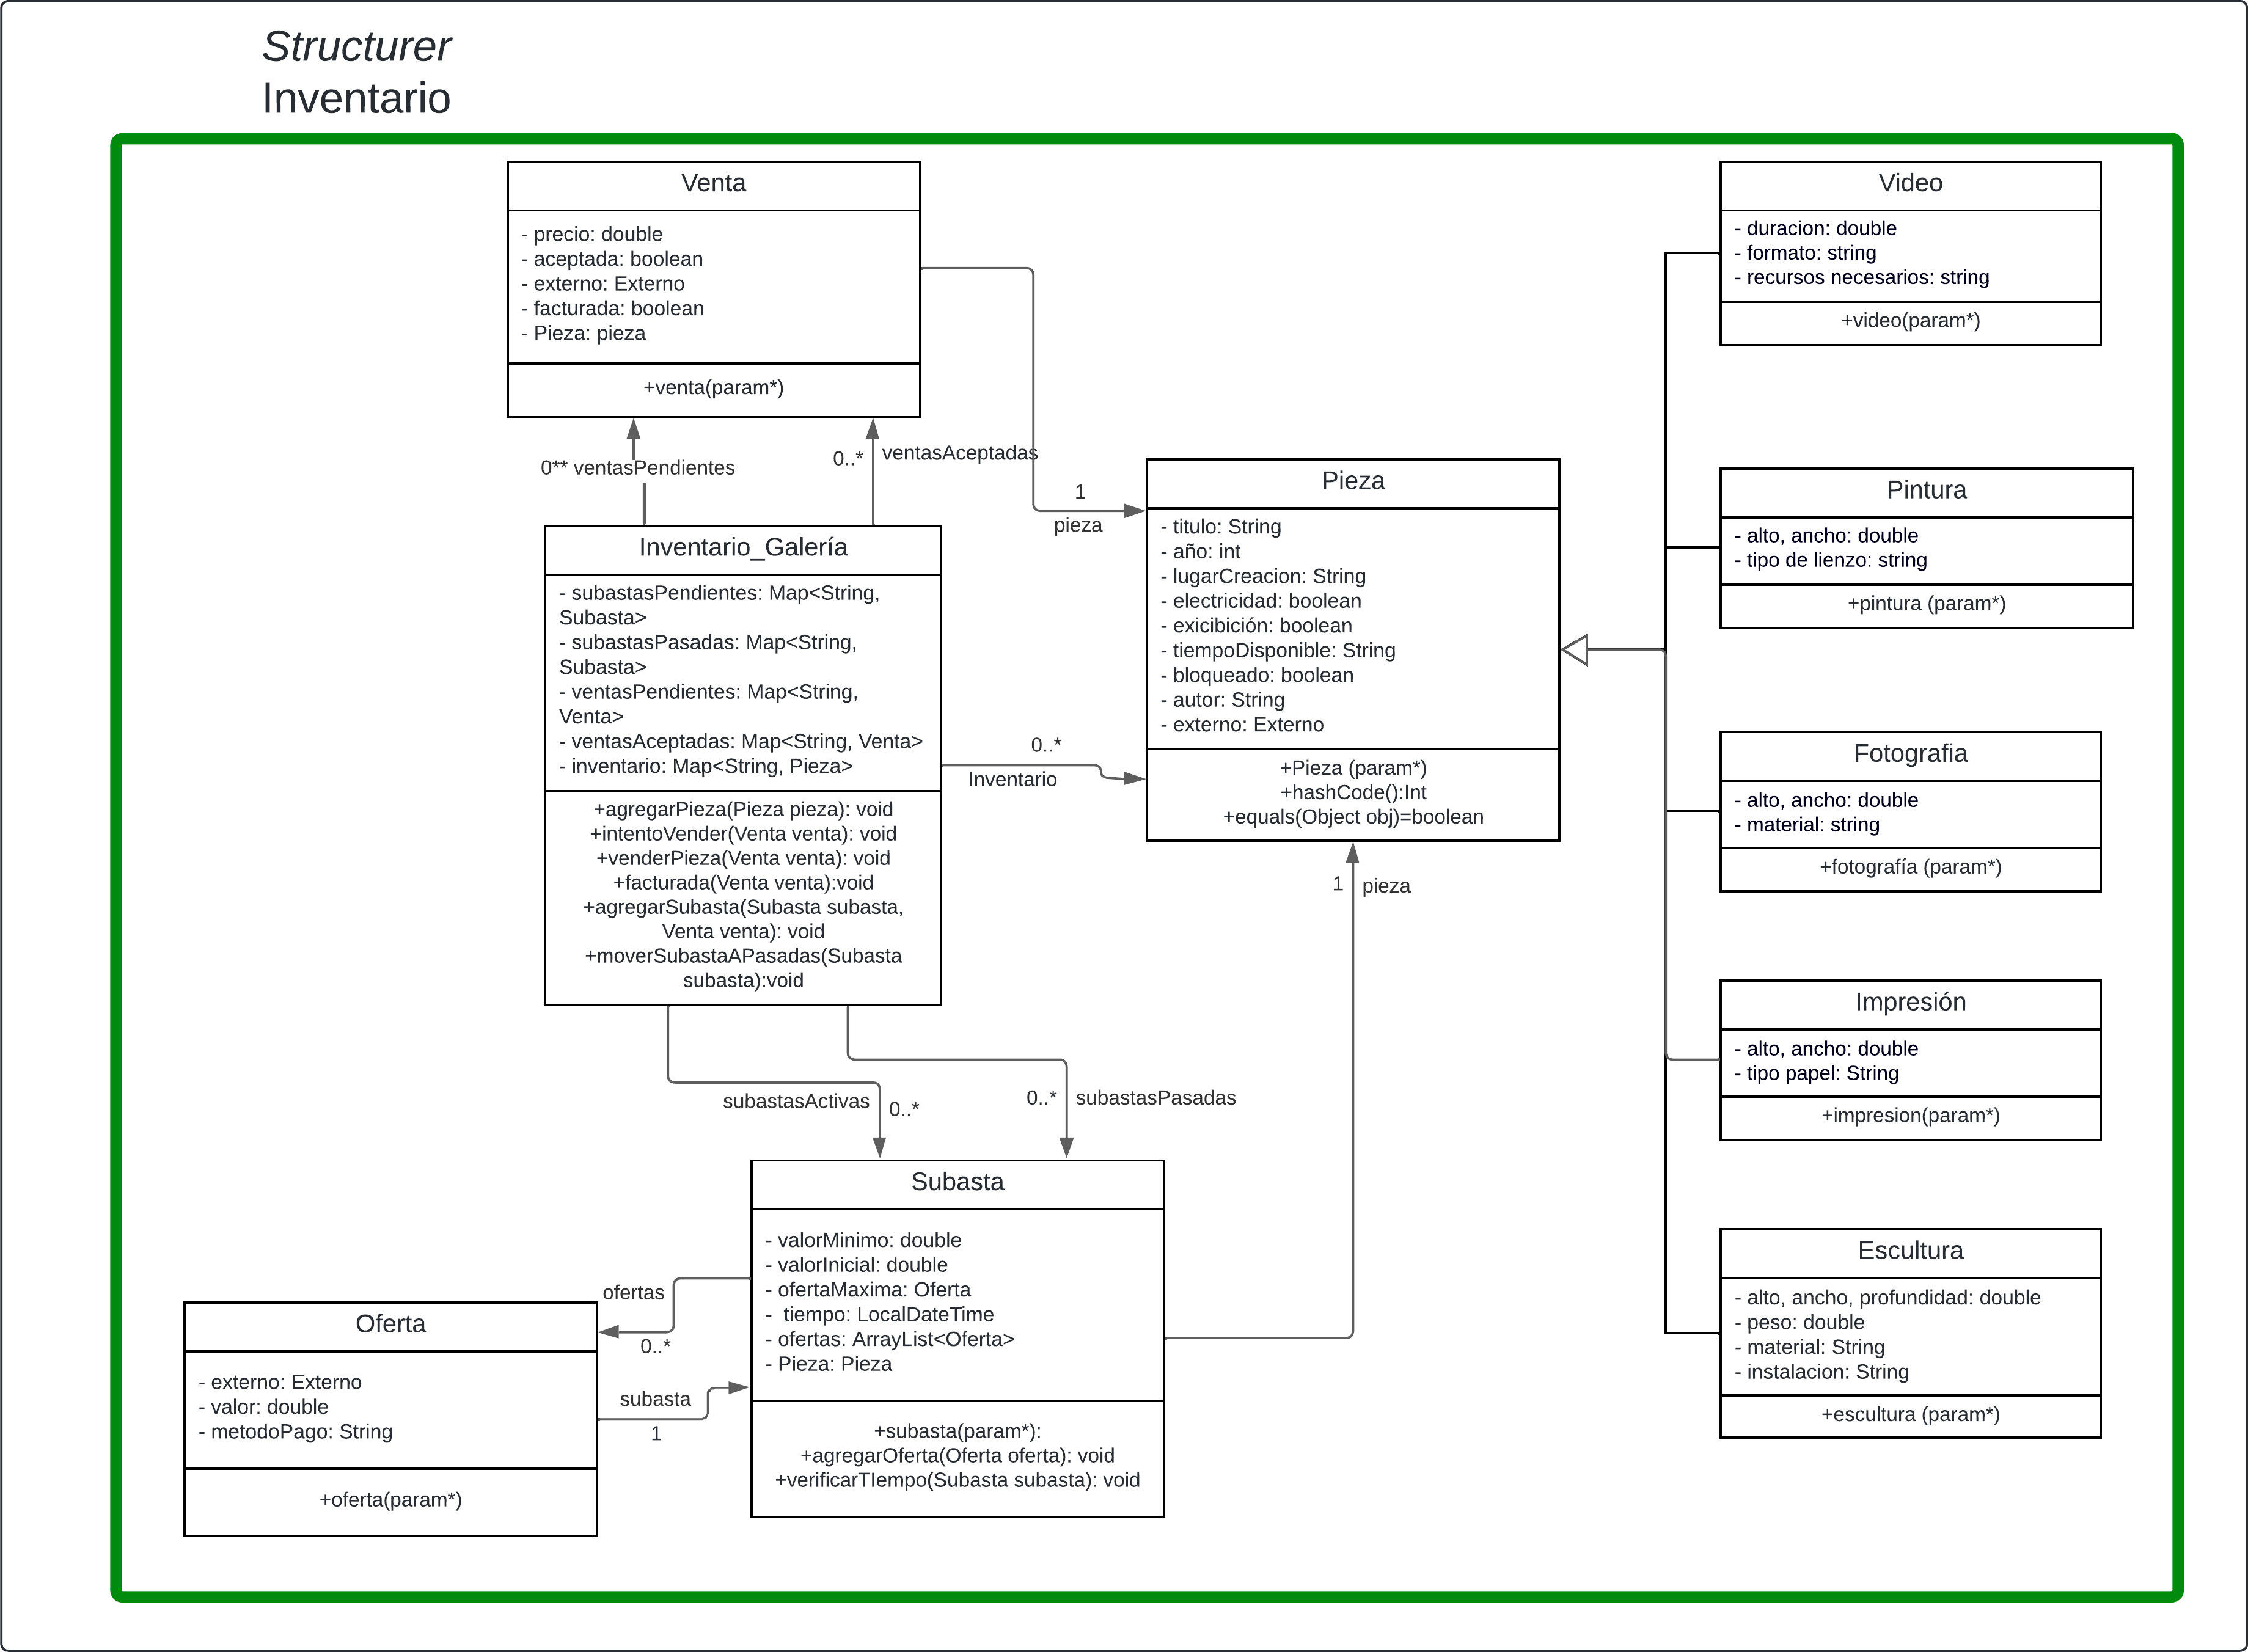 Structurer
Inventario
Venta
- precio: double
- aceptada: boolean
- externo: Externo
- facturada: boolean
- Pieza: pieza
+venta(param*)
0** ventasPendientes
0..*
ventasAceptadas
1
pieza
Inventario_Galería
- subastasPendientes: Map<String,
Subasta>
- subastasPasadas: Map<String,
Subasta>
- ventasPendientes: Map<String,
Venta>
- ventasAceptadas: Map<String, Venta>
- inventario: Map<String, Pieza>
+agregarPieza(Pieza pieza): void
+intentoVender(Venta venta): void
+venderPieza(Venta venta): void
+facturada(Venta venta):void
+agregarSubasta(Subasta subasta,
Venta venta): void
+moverSubastaAPasadas(Subasta
subasta):void
0..*
Inventario
Pieza
- titulo: String
- año: int
- lugarCreacion: String
- electricidad: boolean
- exicibición: boolean
- tiempoDisponible: String
- bloqueado: boolean
- autor: String
- externo: Externo
+Pieza (param*)
+hashCode():Int
+equals(Object obj)=boolean
1
pieza
subastasActivas
0..*
0..*
subastasPasadas
Subasta
- valorMinimo: double
- valorInicial: double
- ofertaMaxima: Oferta
-  tiempo: LocalDateTime
- ofertas: ArrayList<Oferta>
- Pieza: Pieza
+subasta(param*):
+agregarOferta(Oferta oferta): void
+verificarTIempo(Subasta subasta): void
ofertas
0..*
subasta
1
Oferta
- externo: Externo
- valor: double
- metodoPago: String
+oferta(param*)
Video
- duracion: double
- formato: string
- recursos necesarios: string
+video(param*)
Pintura
- alto, ancho: double
- tipo de lienzo: string
+pintura (param*)
Fotografia
- alto, ancho: double
- material: string
+fotografía (param*)
Impresión
- alto, ancho: double
- tipo papel: String
+impresion(param*)
Escultura
- alto, ancho, profundidad: double
- peso: double
- material: String
- instalacion: String
+escultura (param*)